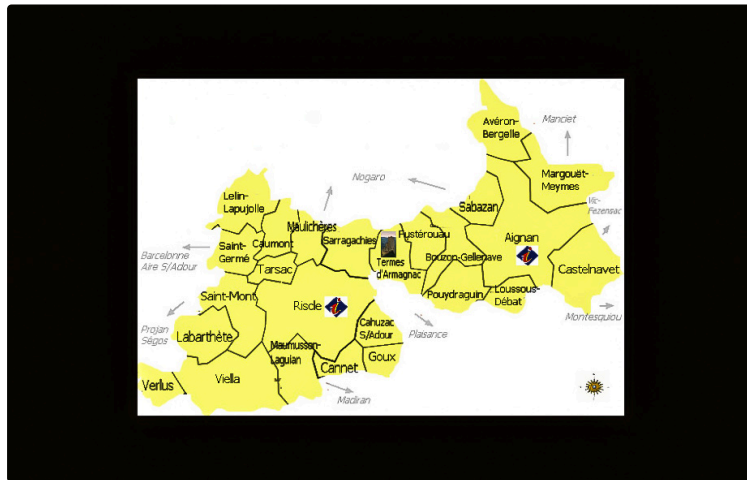 Avéron-
Bergelle
Manciet
Margouët-
Meymes
Nogaro
Vic-
Fezensac
Lelin-
Lapujolle
Sabazan
Maulichères
Fustérouau
Aignan
Sarragachies
Saint-
Germé
Caumont
Barcelonne
Aire S/Adour
Termes
d'Armagnac
Bouzon-Gellenave
Castelnavet
Tarsac
Saint-Mont
Pouydraguin
Loussous-
Débat
Riscle
Montesquiou
Projan
Ségos
Labarthète
Cahuzac
S/Adour
Plaisance
Maumusson-
Laguian
Goux
Cannet
Viella
Verlus
Madiran